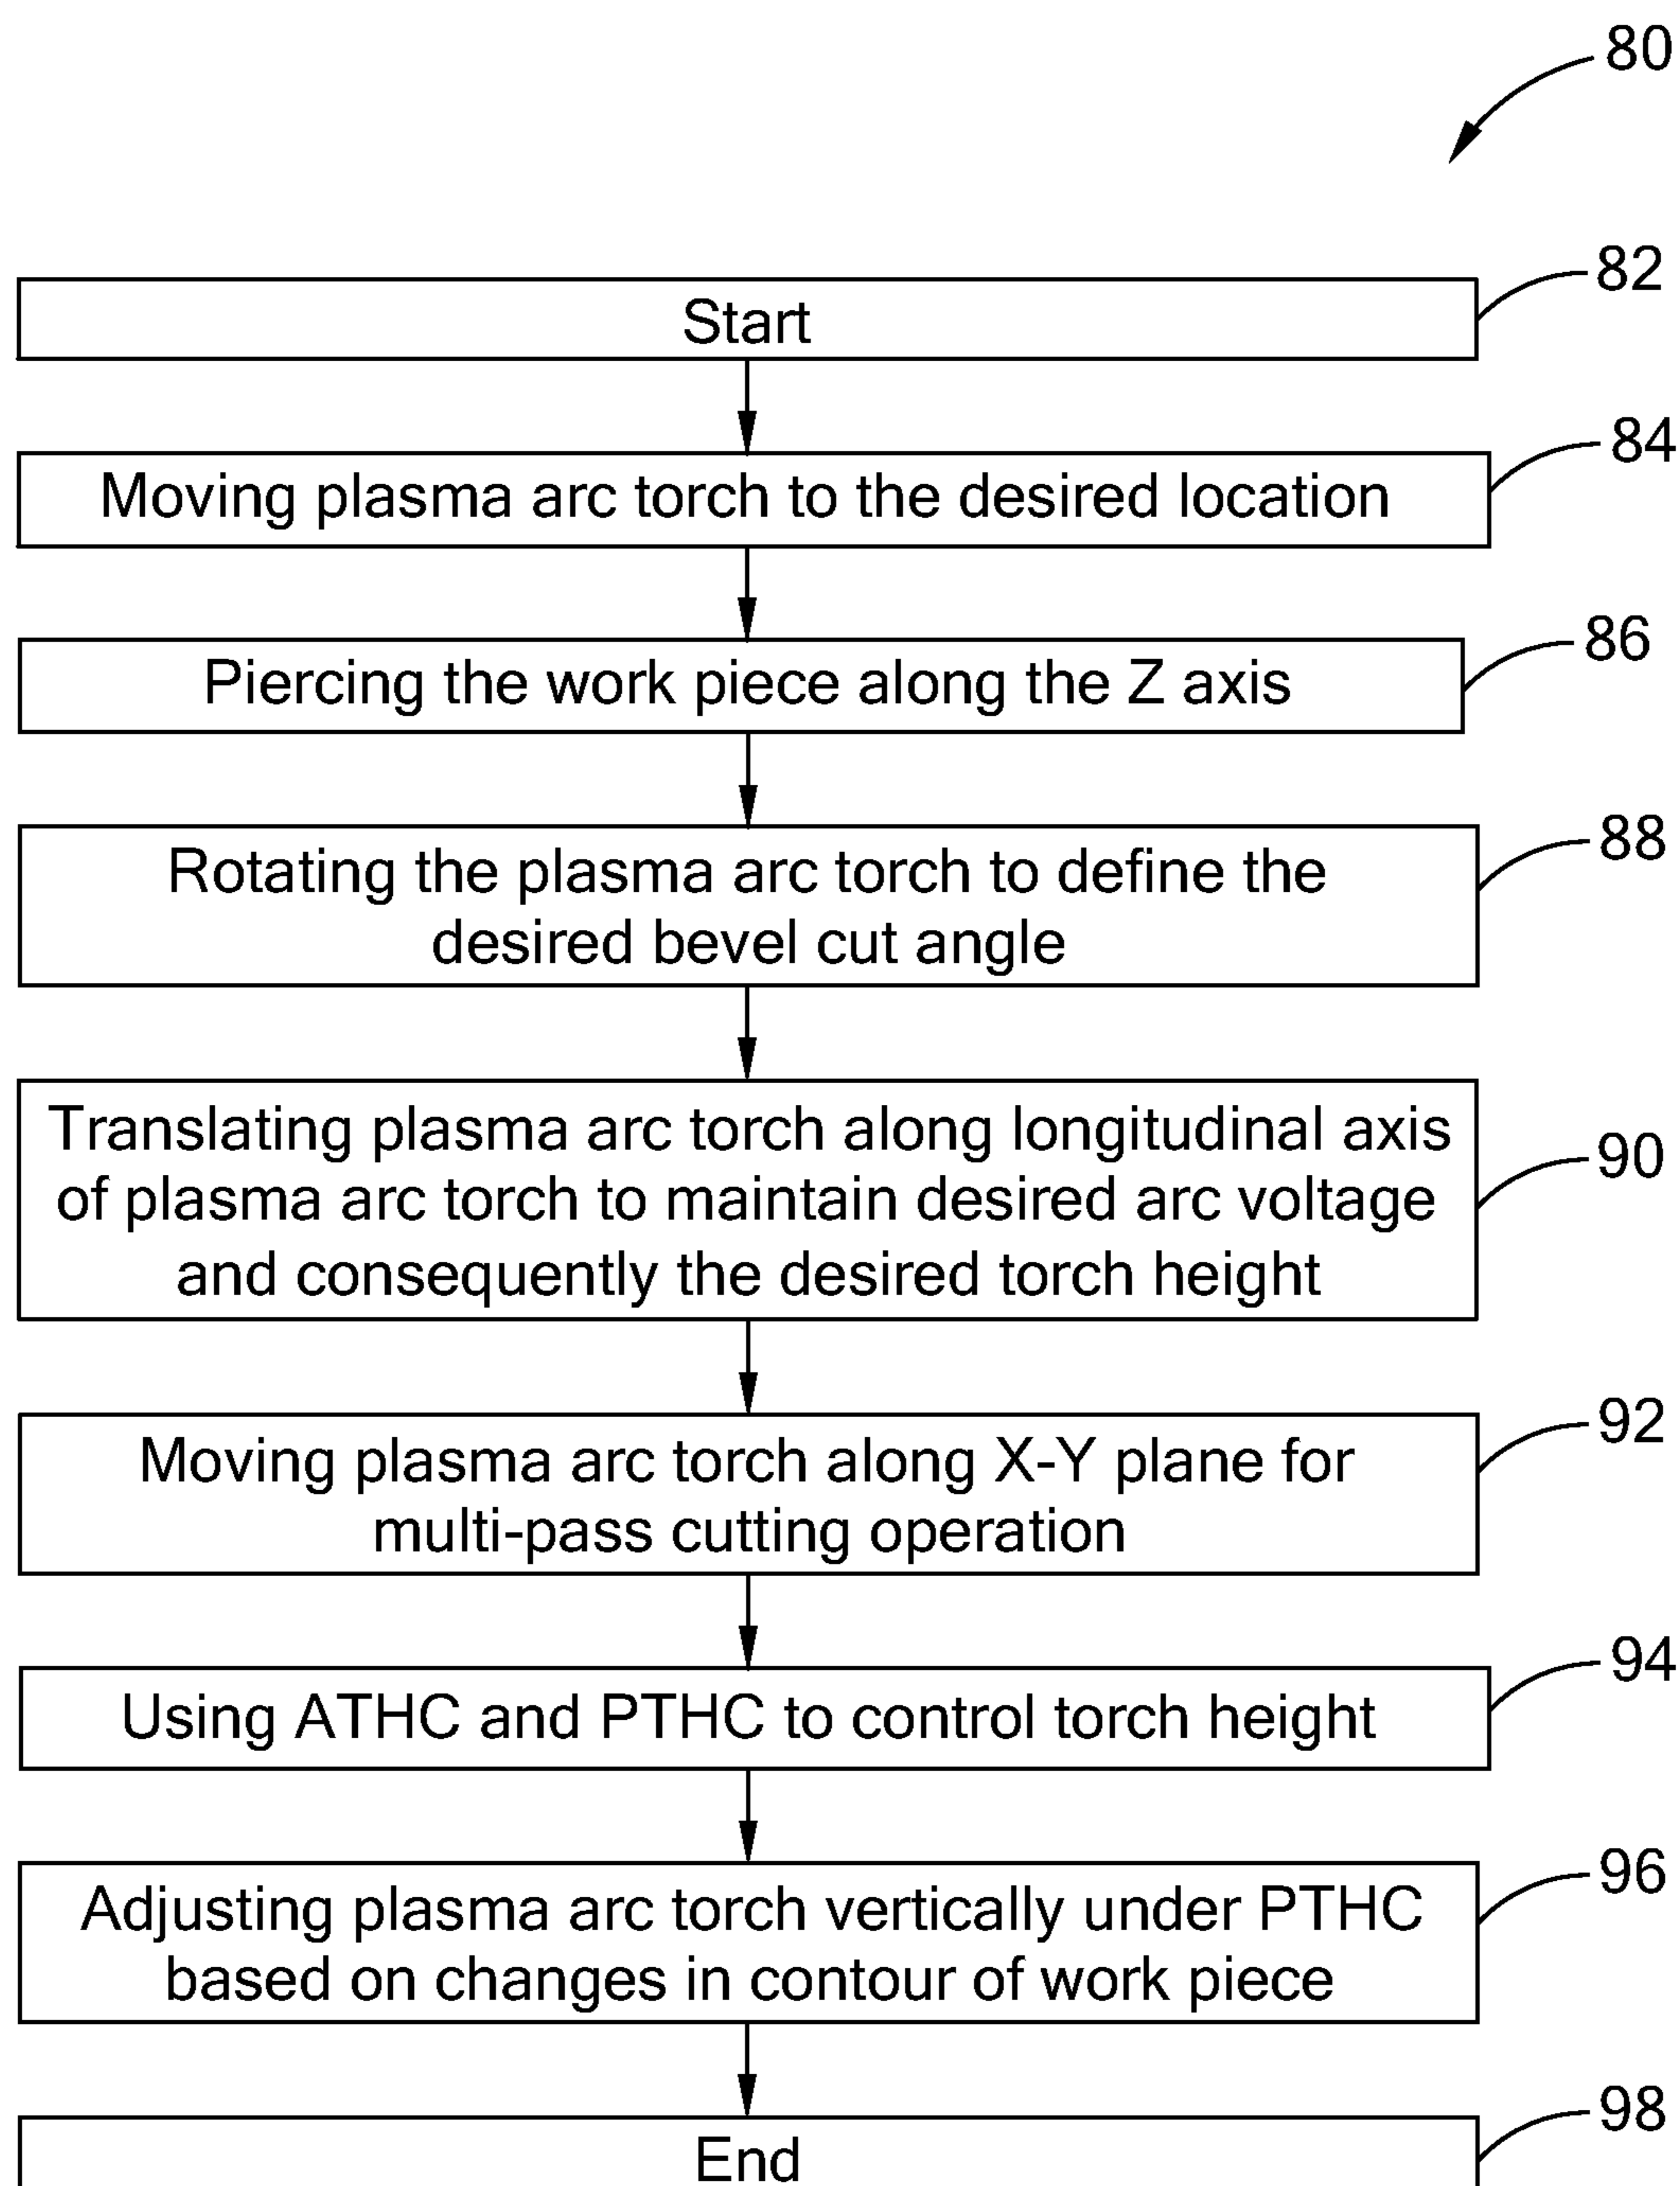 80
82
Start
84
Moving plasma arc torch to the desired location
86
Piercing the work piece along the Z axis
88
Rotating the plasma arc torch to define the
desired bevel cut angle
Translating plasma arc torch along longitudinal axis
90
of plasma arc torch to maintain desired arc voltage
and consequently the desired torch height
92
Moving plasma arc torch along X-Y plane for
multi-pass cutting operation
94
Using ATHC and PTHC to control torch height
96
Adjusting plasma arc torch vertically under PTHC
based on changes in contour of work piece
98
End